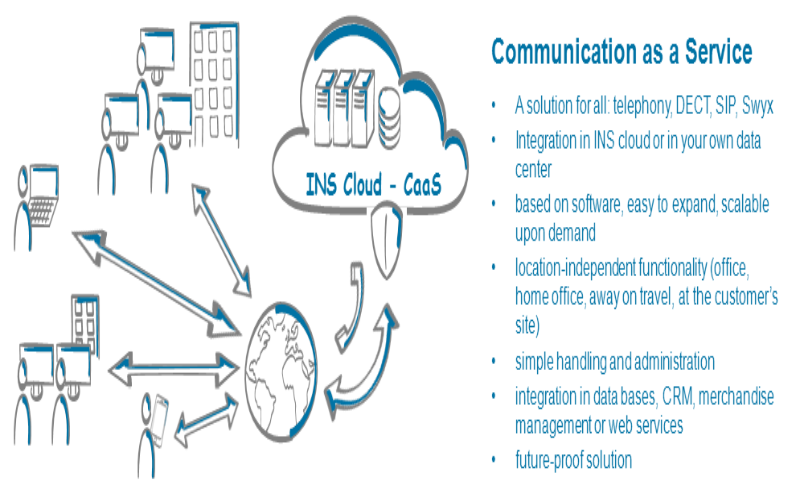 INS Cloud - CaaS
Communication as a Service
• A solution for all: telephony, DECT, SIP, Swyx
• Integration in INS cloud or in your own data
center
• based on software, easy to expand, scalable
upon demand
• location-independent functionality (office,
home office, away on travel, at the customer's
site)
• simple handling and administration
• integration in data bases, CRM, merchandise
management or web services
• future-proof solution